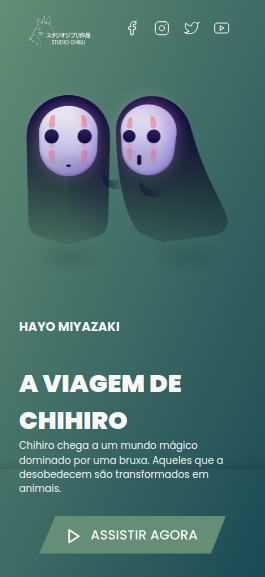 スタジオジブリ作品
STUDIO GHIBLI
HAYO MIYAZAKI
A VIAGEM DE
CHIHIRO
Chihiro chega a um mundo mágico
dominado por uma bruxa. Aqueles que a
desobedecem são transformados em
animais.
ASSISTIR AGORA